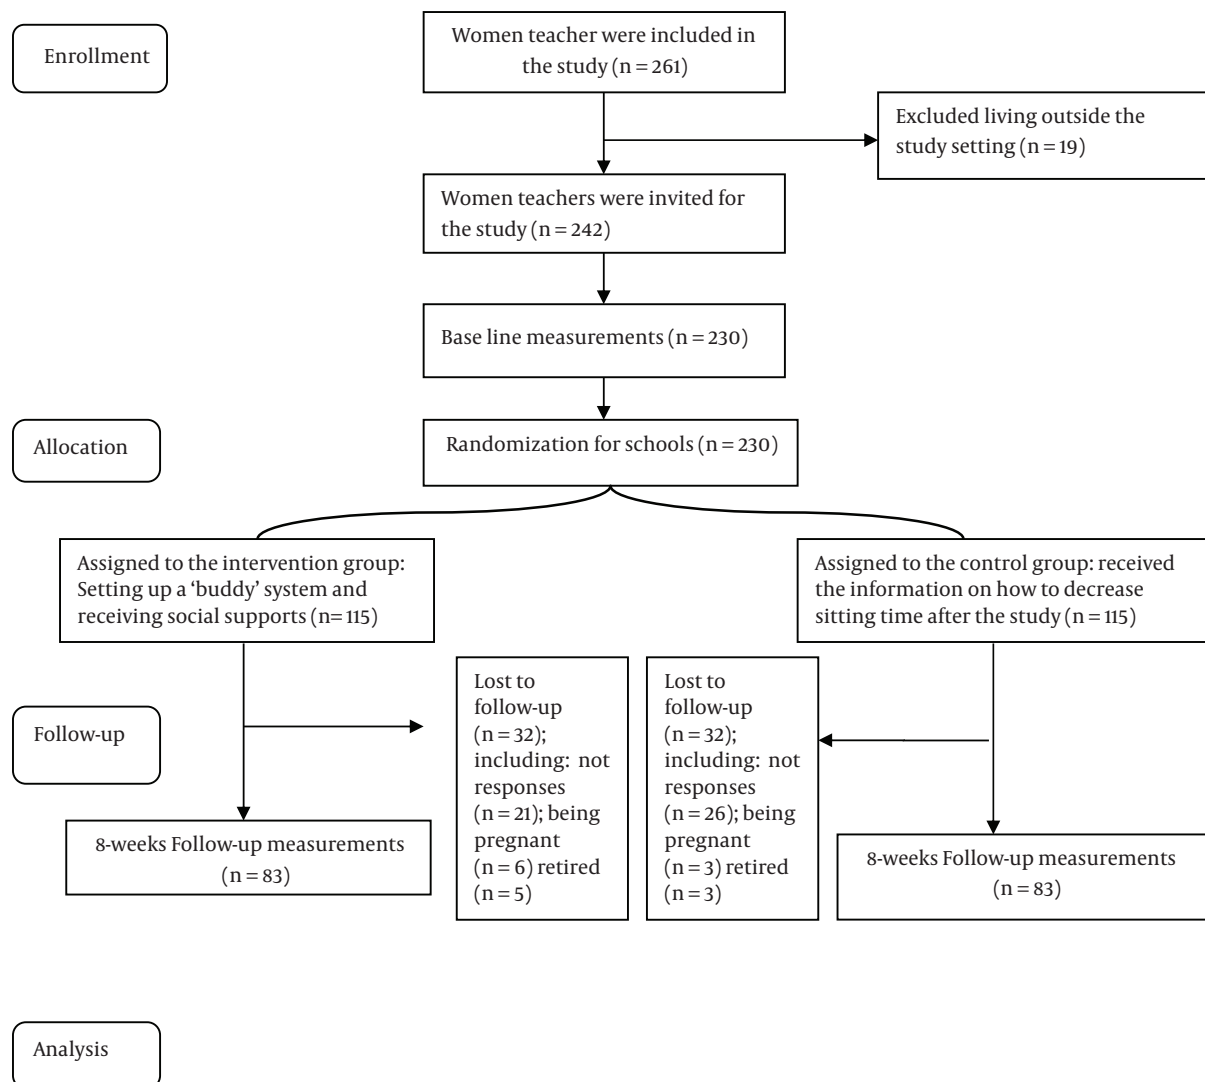 Enrollment
Women teacher were included in
the study (n = 261)
Excluded living outside the
study setting (n = 19)
Women teachers were invited for
the study (n = 242)
Base line measurements (n = 230)
Allocation
Randomization for schools (n = 230)
Assigned to the intervention group:
Setting up a ‘buddy’ system and
receiving social supports (n= 115)
Assigned to the control group: received
the information on how to decrease
sitting time after the study (n = 115)
Follow-up
Lost to
follow-up
(n = 32);
including: not
responses
(n = 21); being
pregnant
(n = 6) retired
(n = 5)
Lost to
follow-up
(n = 32);
including: not
responses
(n = 26); being
pregnant
(n = 3) retired
(n = 3)
8-weeks Follow-up measurements
(n = 83)
8-weeks Follow-up measurements
(n = 83)
Analysis